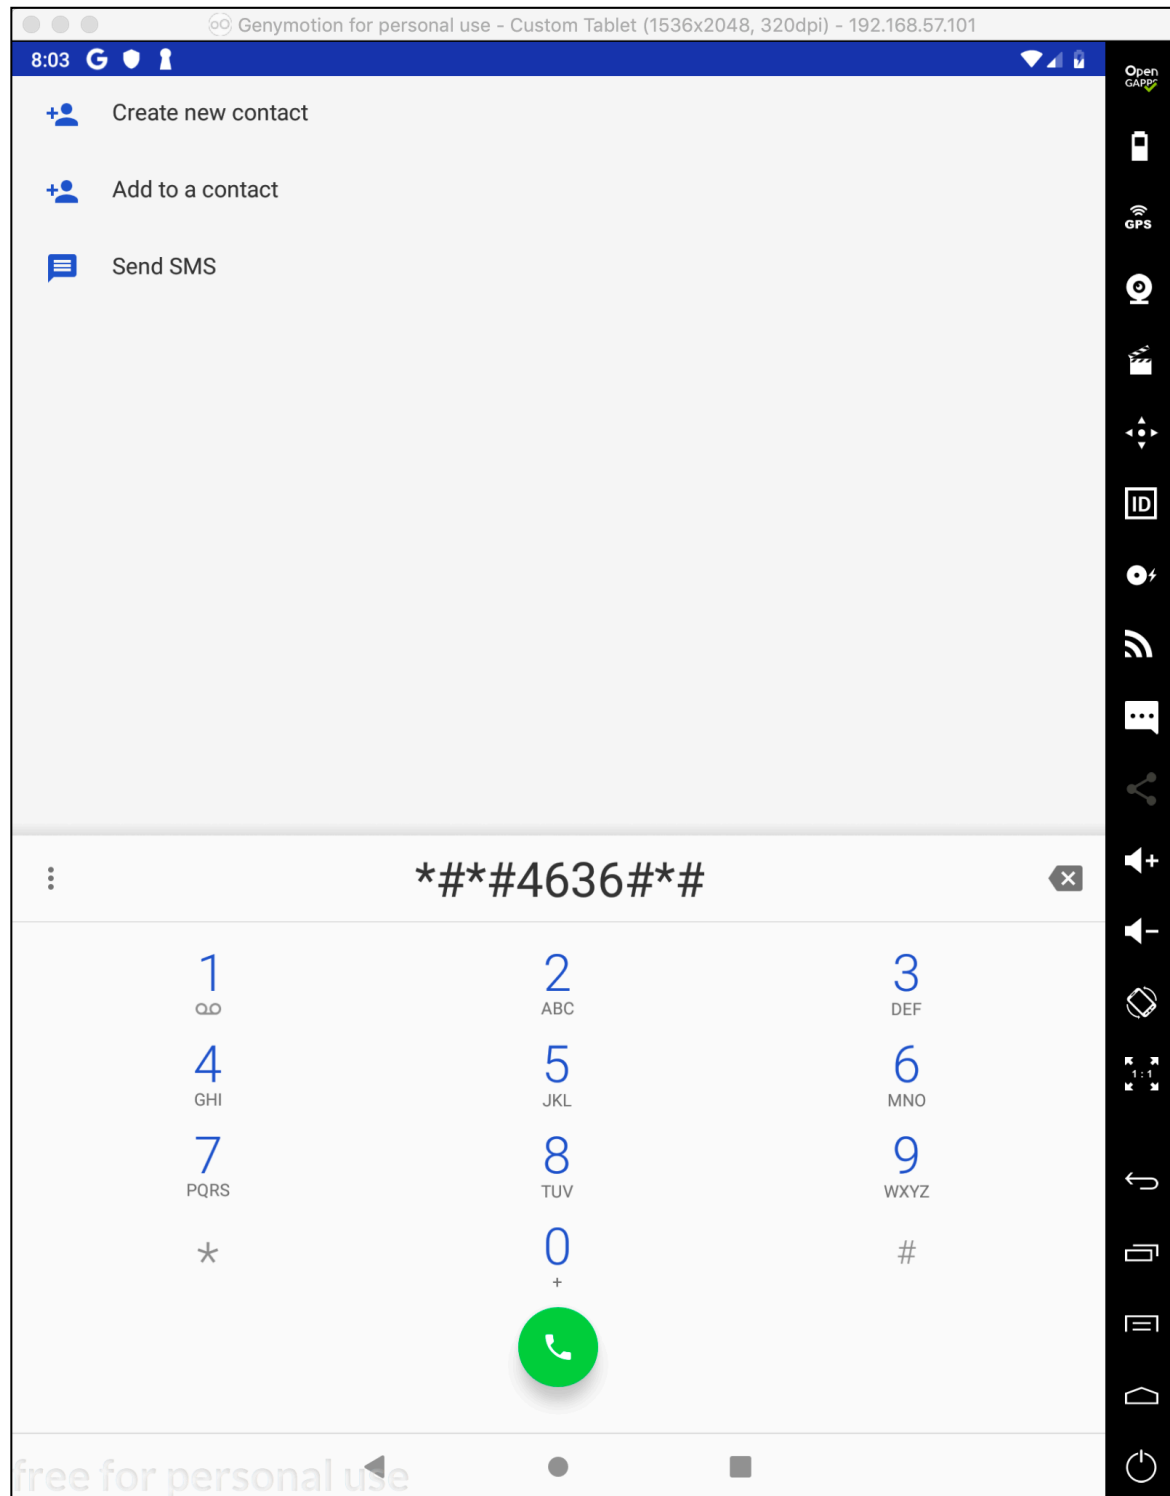 Genymotion for personal use - Custom Tablet (1536x2048, 320dpi) - 192.168.57.101
8:03 G
Open
GAPPS
Create new contact
Add to a contact
GPS
Send SMS
ID
*#*#4636#*#
1
2
ABC
3
DEF
4
GHI
5
JKL
6
MNO
1:1
7
PQRS
8
TUV
9
WXYZ
*
0
+
#
free for personal use